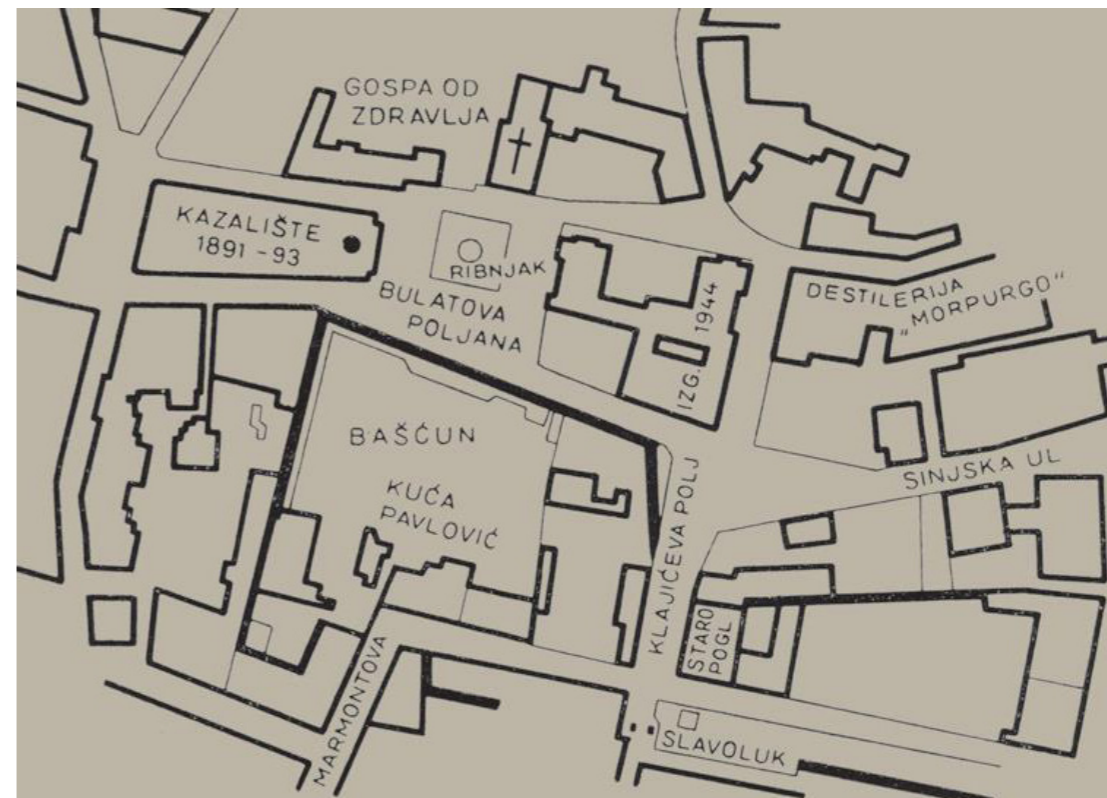 GOSPA OD
ZDRAVLJA
KAZALIŠTE
1891 - 93
RIBNJAK
BULATOVA
POLJANA
IZG. 1944
DESTILERIJA
„MORPURGO"
BAŠĆUN
KUĆA
PAVLOVIĆ
SINJSKA UL
KLAJIĆEVA POLJ
STARO
POGL
MARMONTOVA
SLAVOLUK